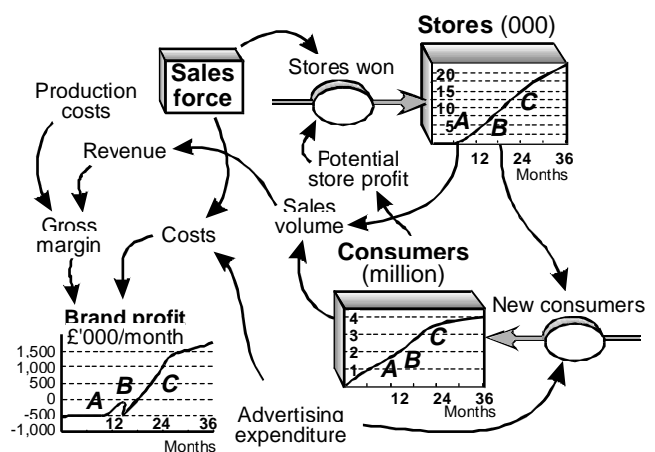 Stores (000)
20
15
10
5
A
B
C
12 24 36
Months
Sales
force
Stores won
Production
costs
Revenue
Potential
store profit
Sales
volume
Gross
margin
Costs
Consumers
(million)
4
3
2
1
A
B
C
12 24 36
Months
New consumers
Brand profit
£'000/month
1,500
1,000
500
0
-500
-1,000
A
B
C
12 24 36
Months
Advertising
expenditure